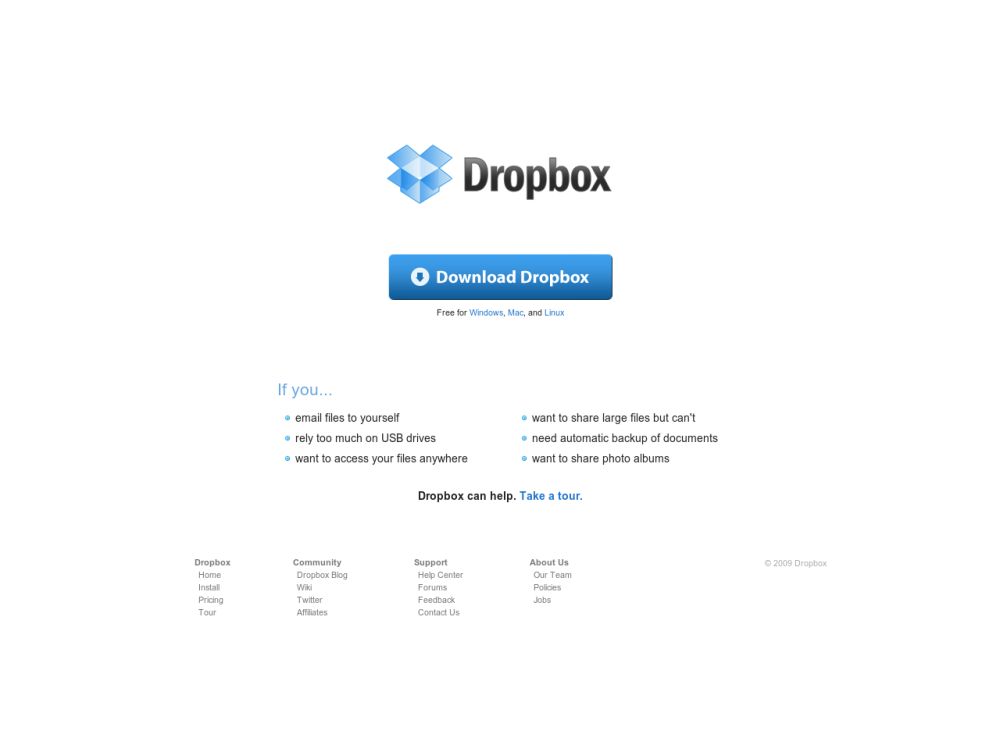 Dropbox
Download Dropbox
Free for Windows, Mac, and Linux
If you...
email files to yourself
rely too much on USB drives
want to access your files anywhere
want to share large files but can't
need automatic backup of documents
want to share photo albums
Dropbox can help. Take a tour.
Dropbox
Home
Install
Pricing
Tour
Community
Dropbox Blog
Wiki
Twitter
Affiliates
Support
Help Center
Forums
Feedback
Contact Us
About Us
Our Team
Policies
Jobs
© 2009 Dropbox